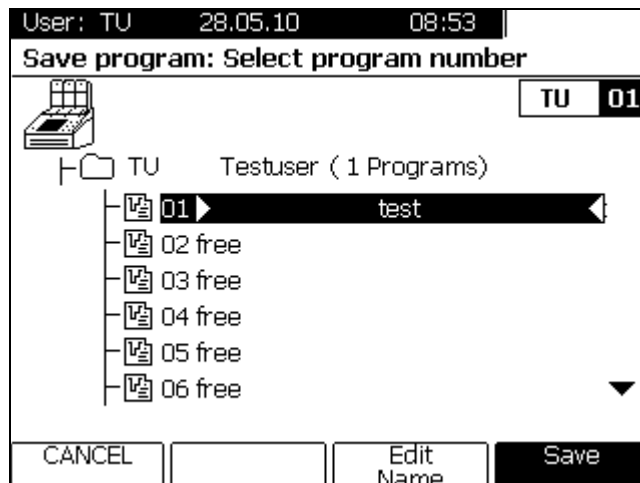 User: TU 28.05.10 08:53
Save program: Select program number
TU 01
TU Testuser ( 1 Programs)
01 test
02 free
03 free
04 free
05 free
06 free
CANCEL Edit Name Save